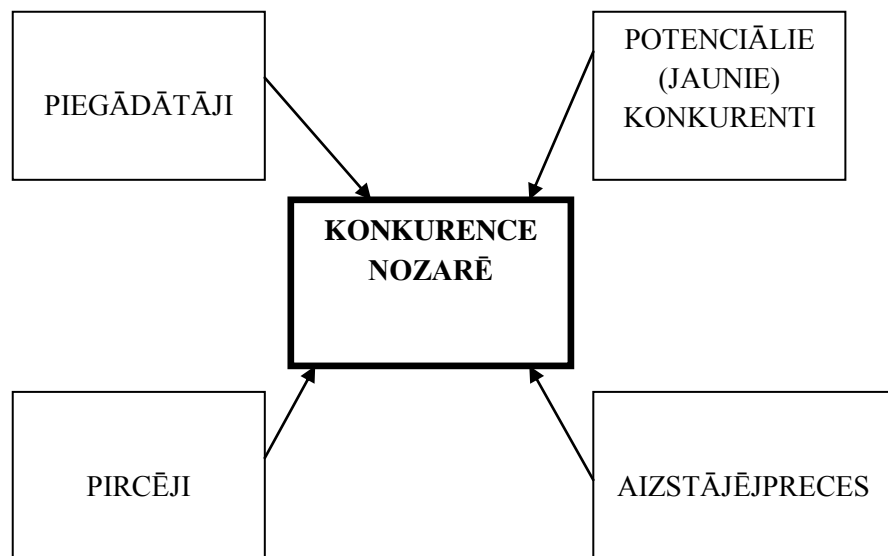 PIEGĀDĀTĀJI
POTENCIĀLIE
(JAUNIE)
KONKURENTI
KONKURENCE
NOZARĒ
PIRCĒJI
AIZSTĀJĒJPRECES